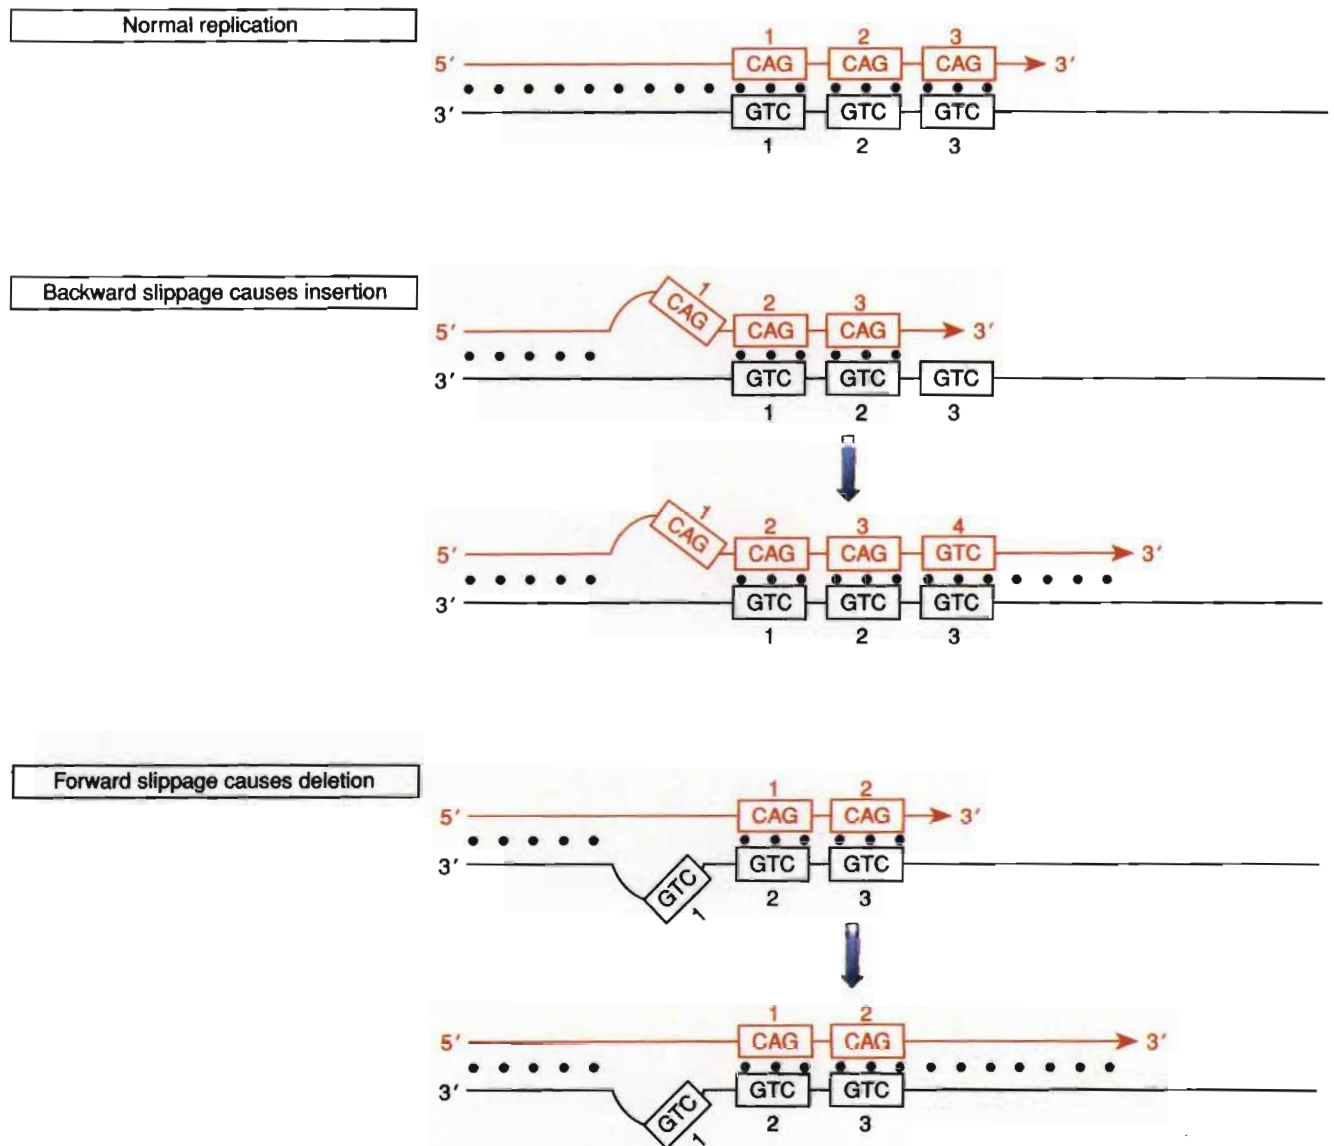 Normal replication
1 2 3
5′ CAG CAG CAG 3′
3′ GTC GTC GTC
1 2 3
Backward slippage causes insertion
1 2 3
5′ CAG CAG CAG 3′
3′ GTC GTC GTC
1 2 3
1 2 3 4
5′ CAG CAG CAG GTC 3′
3′ GTC GTC GTC
1 2 3
Forward slippage causes deletion
1 2
5′ CAG CAG 3′
3′ GTC GTC GTC
1 2 3
1 2
5′ CAG CAG 3′
3′ GTC GTC GTC
1 2 3